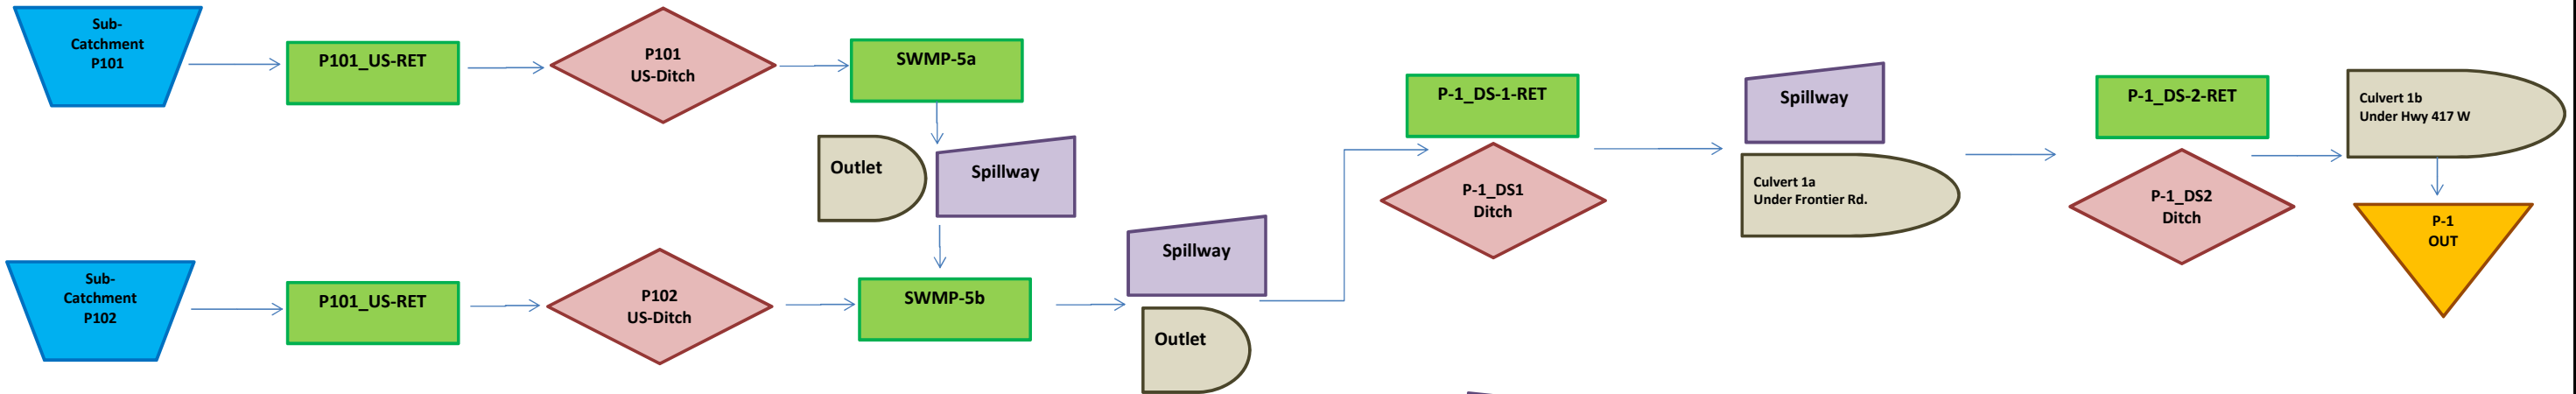 Sub-
Catchment
P101
P101_US-RET
P101
US-Ditch
SWMP-5a
Outlet
Spillway
Sub-
Catchment
P102
P101_US-RET
P102
US-Ditch
SWMP-5b
Spillway
Outlet
P-1_DS-1-RET
P-1_DS1
Ditch
Spillway
Culvert 1a
Under Frontier Rd.
P-1_DS-2-RET
P-1_DS2
Ditch
Culvert 1b
Under Hwy 417 W
P-1
OUT